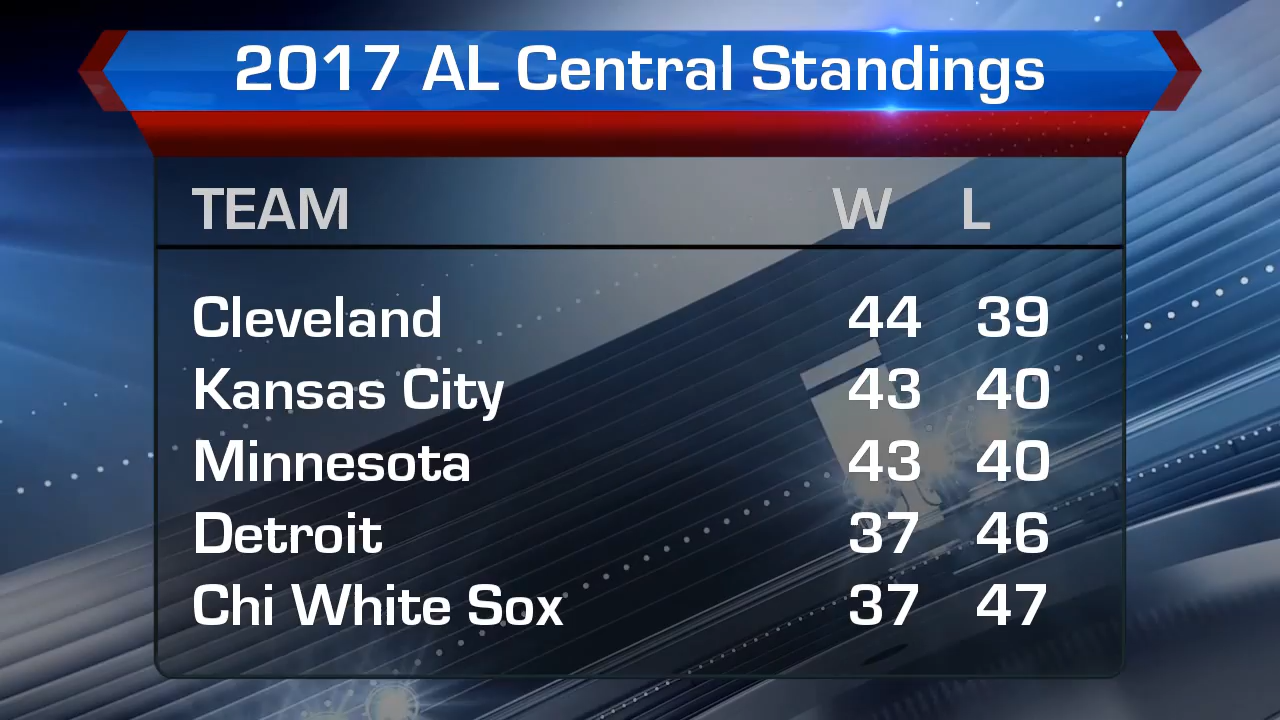 2017 AL Central Standings
TEAM W L
Cleveland 44 39
Kansas City 43 40
Minnesota 43 40
Detroit 37 46
Chi White Sox 37 47